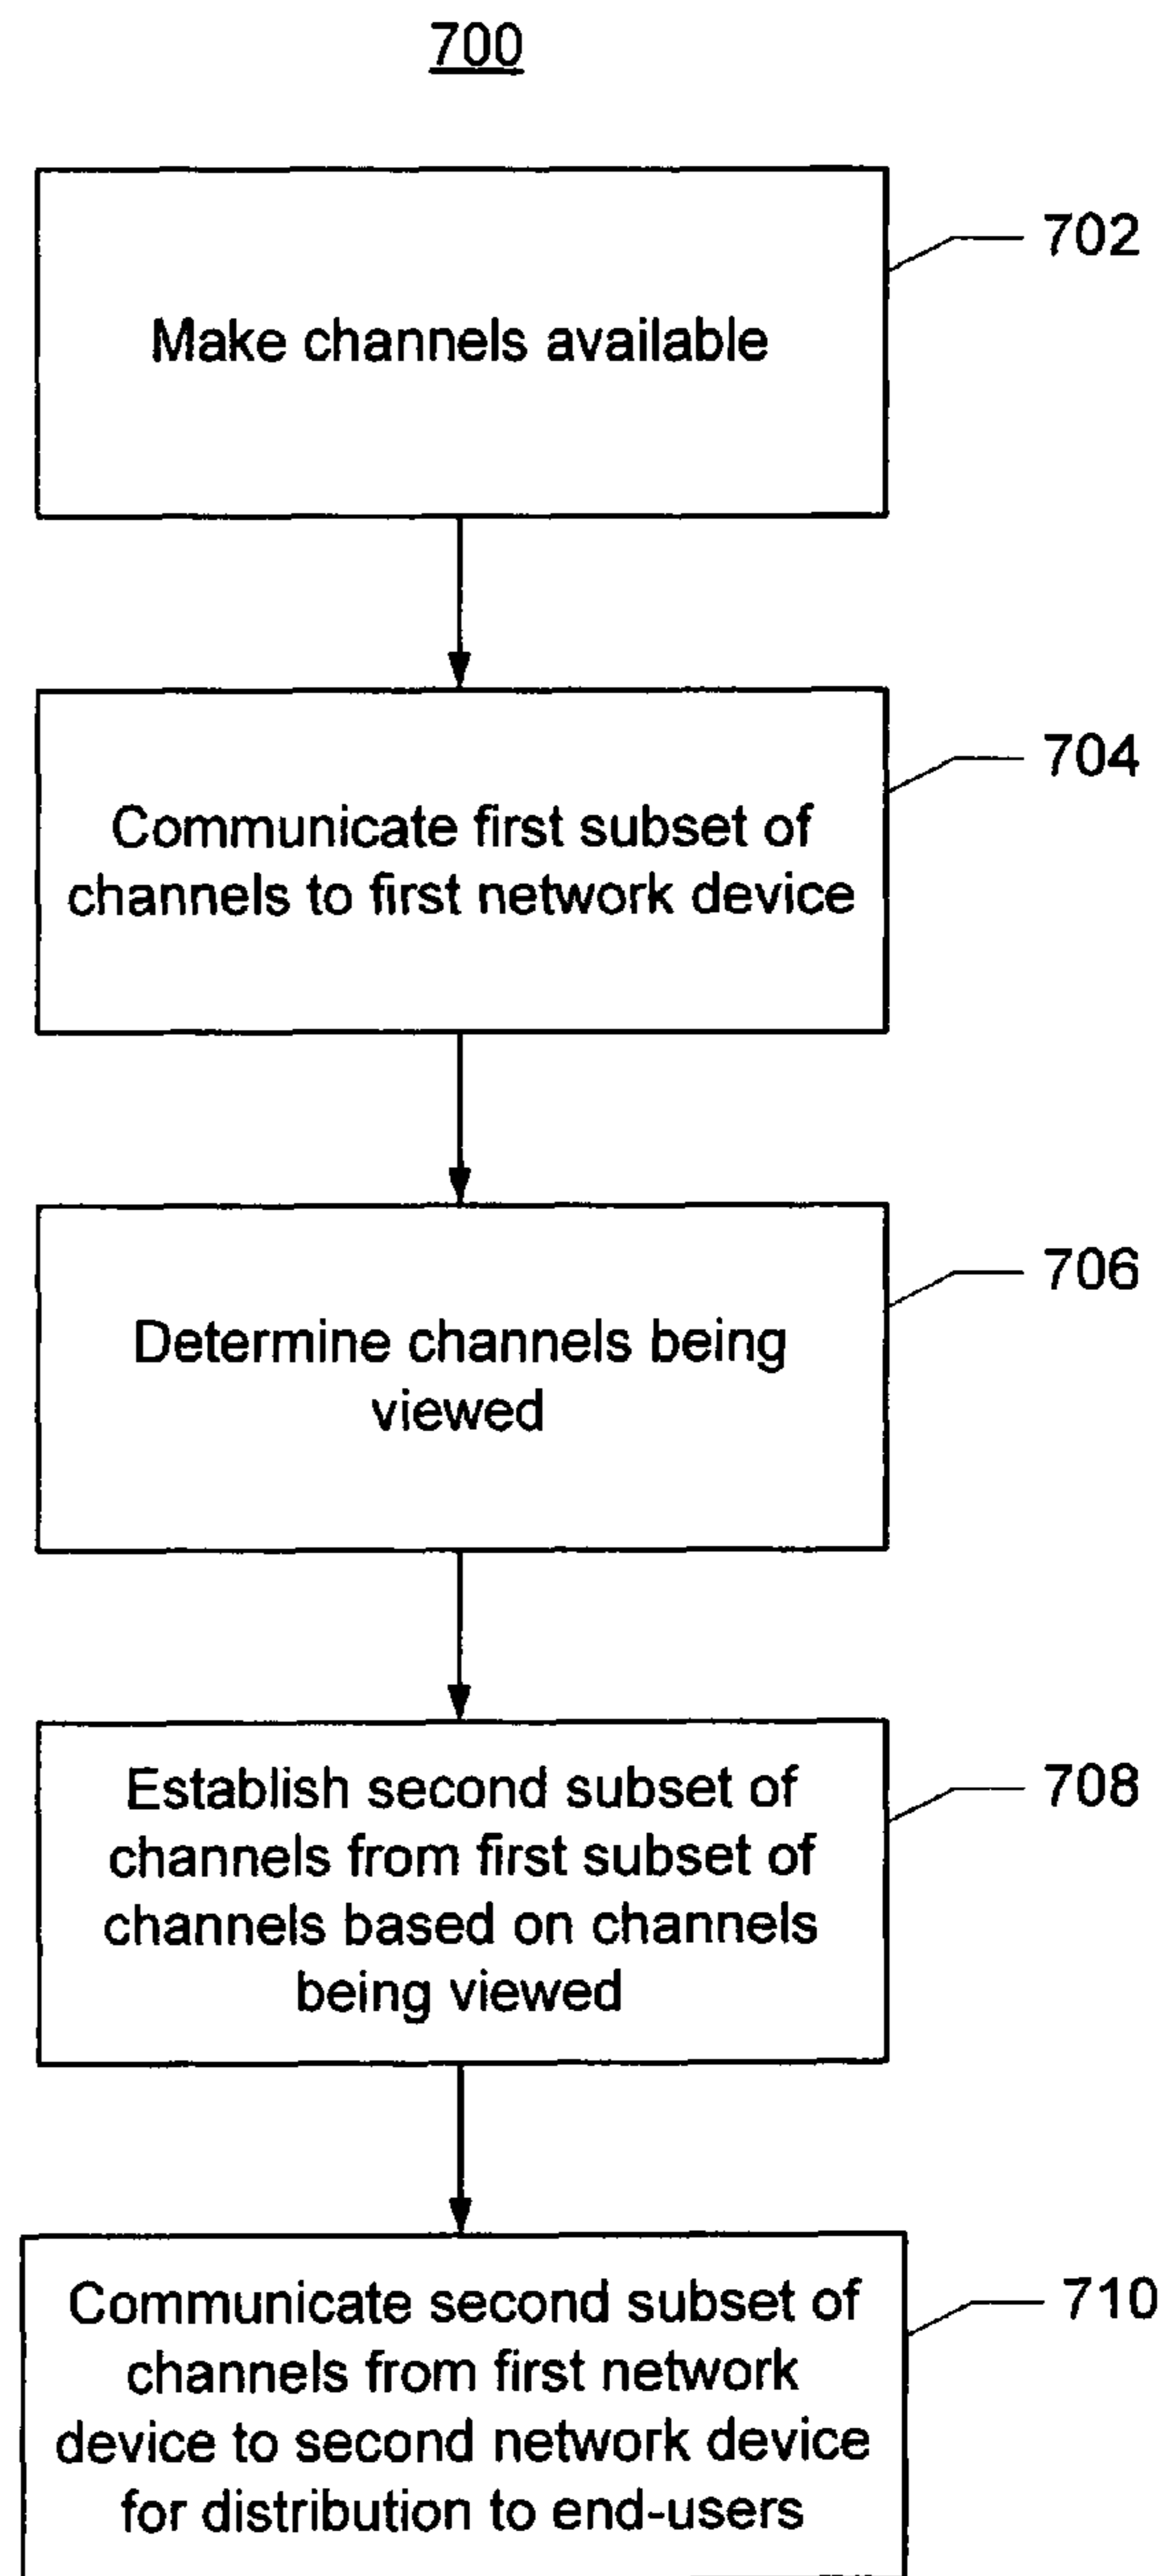 700
Make channels available
702
Communicate first subset of
channels to first network device
704
Determine channels being
viewed
706
Establish second subset of
channels from first subset of
channels based on channels
being viewed
708
Communicate second subset of
channels from first network
device to second network device
for distribution to end-users
710